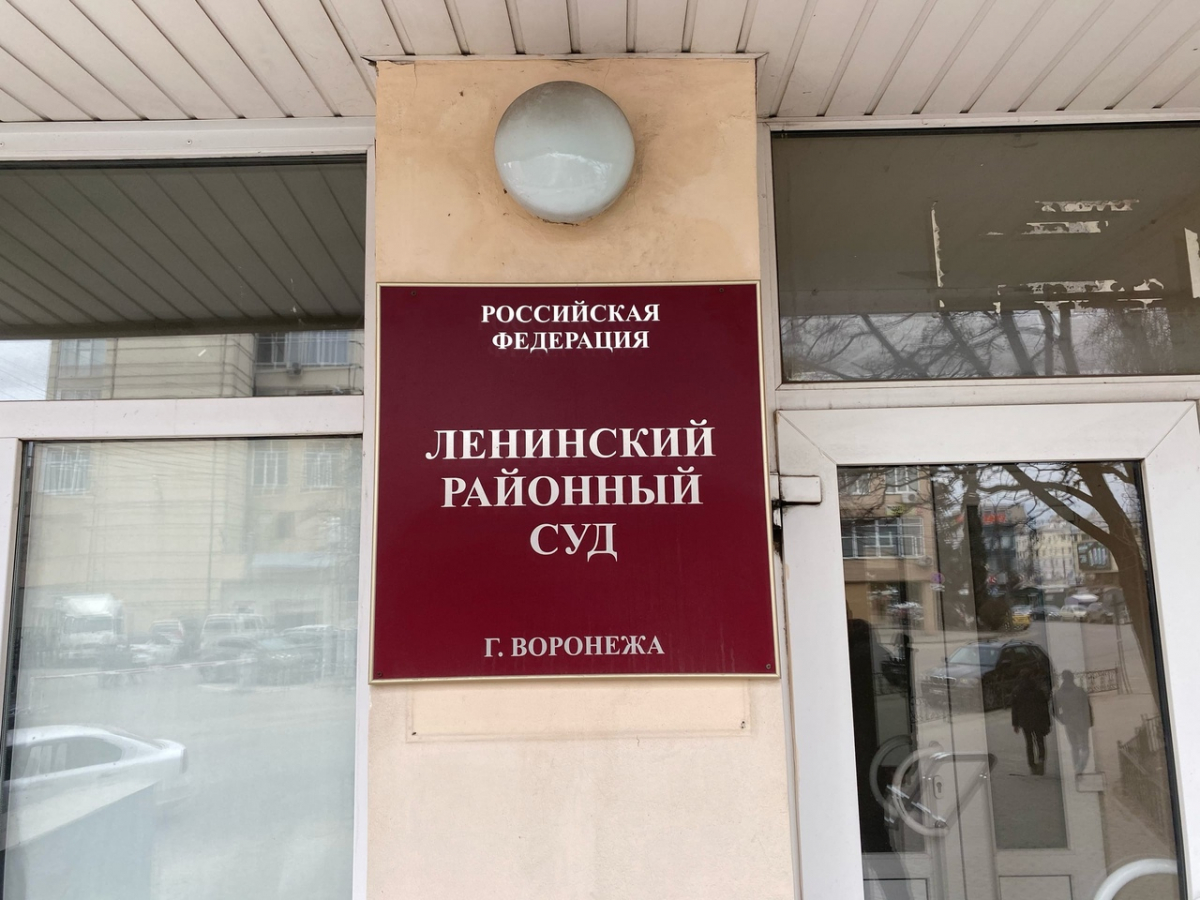 РОССИЙСКАЯ
ФЕДЕРАЦИЯ
ЛЕНИНСКИЙ
РАЙОННЫЙ
СУД
Г. ВОРОНЕЖА